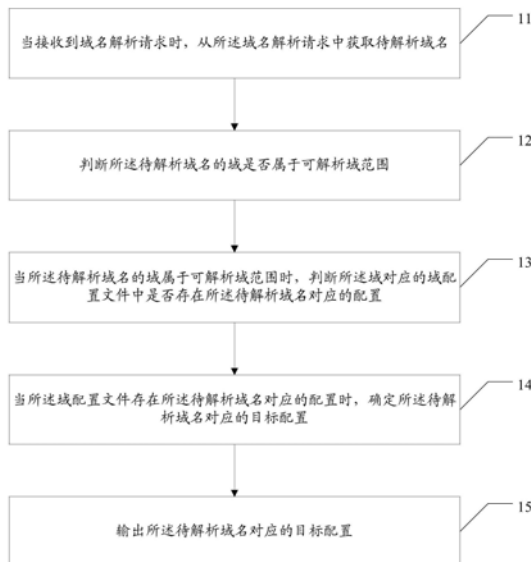 11
当接收到域名解析请求时，从所述域名解析请求中获取待解析域名
12
判断所述待解析域名的域是否属于可解析域范围
13
当所述待解析域名的域属于可解析域范围时，判断所述域对应的域配
置文件中是否存在所述待解析域名对应的配置
14
当所述域配置文件存在所述待解析域名对应的配置时，确定所述待解
析域名对应的目标配置
15
输出所述待解析域名对应的目标配置